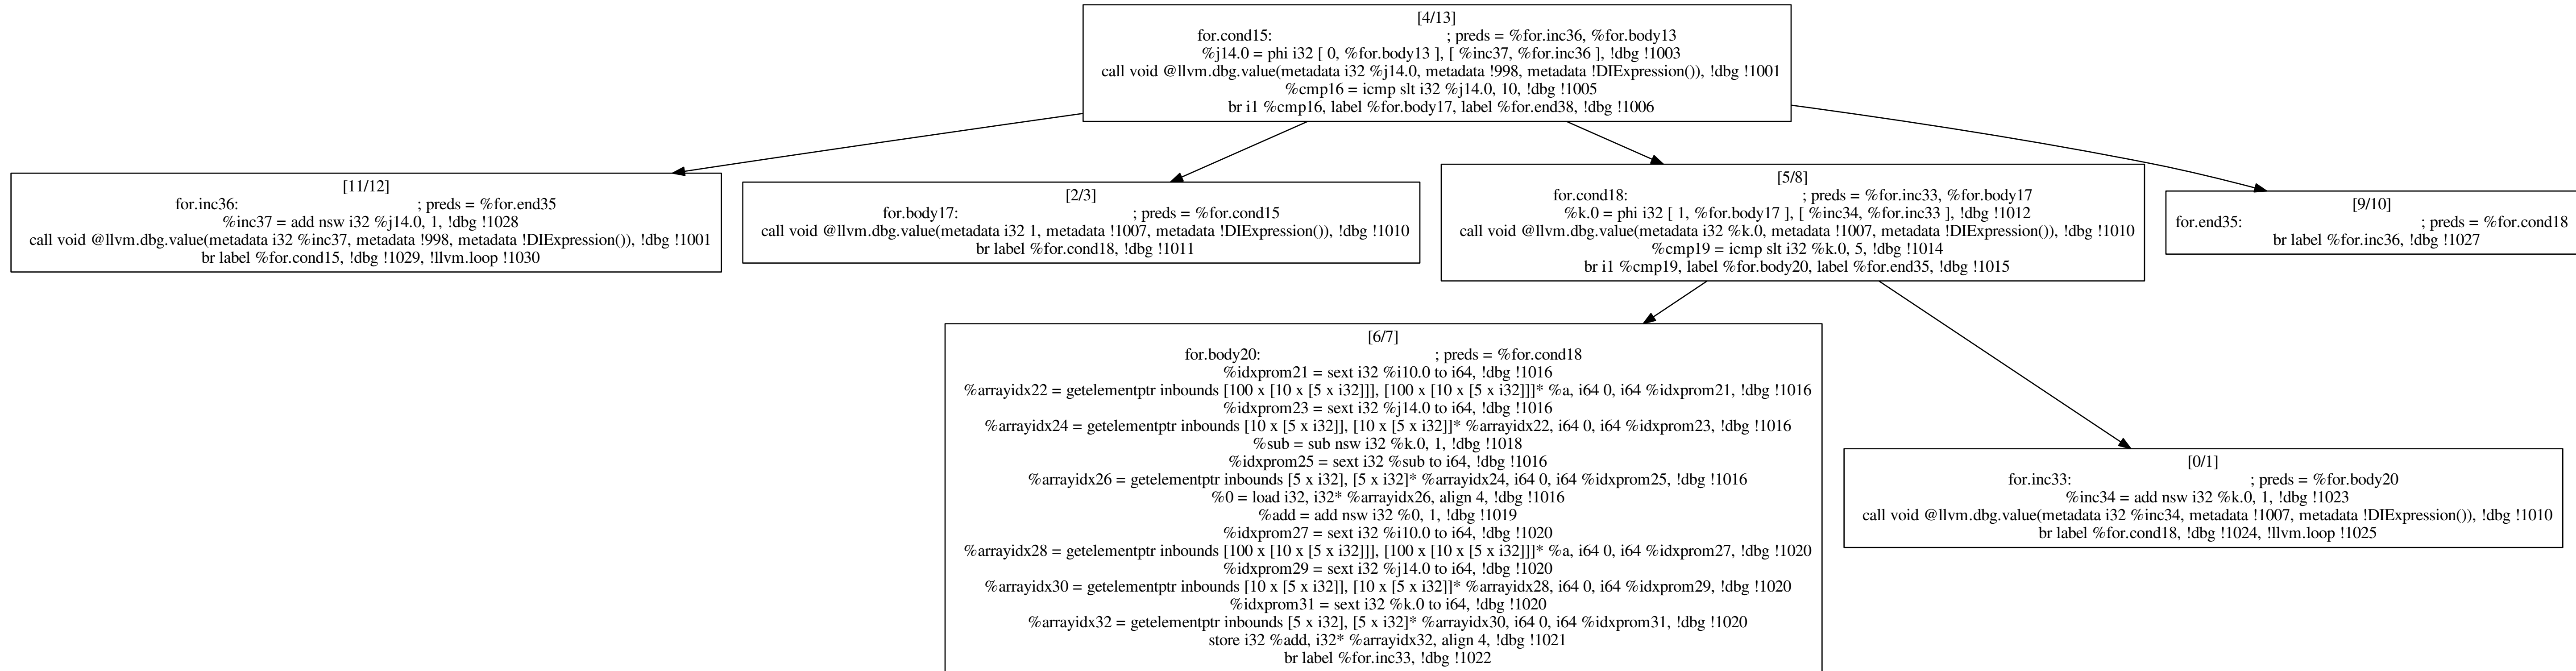 [4/13]
for.cond15: ; preds = %for.inc36, %for.body13
%j14.0 = phi i32 [ 0, %for.body13 ], [ %inc37, %for.inc36 ], !dbg !1003
call void @llvm.dbg.value(metadata i32 %j14.0, metadata !998, metadata !DIExpression()), !dbg !1001
%cmp16 = icmp slt i32 %j14.0, 10, !dbg !1005
br i1 %cmp16, label %for.body17, label %for.end38, !dbg !1006
[11/12]
for.inc36: ; preds = %for.end35
%inc37 = add nsw i32 %j14.0, 1, !dbg !1028
call void @llvm.dbg.value(metadata i32 %inc37, metadata !998, metadata !DIExpression()), !dbg !1001
br label %for.cond15, !dbg !1029, !llvm.loop !1030
[2/3]
for.body17: ; preds = %for.cond15
call void @llvm.dbg.value(metadata i32 1, metadata !1007, metadata !DIExpression()), !dbg !1010
br label %for.cond18, !dbg !1011
[5/8]
for.cond18: ; preds = %for.inc33, %for.body17
%k.0 = phi i32 [ 1, %for.body17 ], [ %inc34, %for.inc33 ], !dbg !1012
call void @llvm.dbg.value(metadata i32 %k.0, metadata !1007, metadata !DIExpression()), !dbg !1010
%cmp19 = icmp slt i32 %k.0, 5, !dbg !1014
br i1 %cmp19, label %for.body20, label %for.end35, !dbg !1015
[9/10]
for.end35: ; preds = %for.cond18
br label %for.inc36, !dbg !1027
[6/7]
for.body20: ; preds = %for.cond18
%idxprom21 = sext i32 %i10.0 to i64, !dbg !1016
%arrayidx22 = getelementptr inbounds [100 x [10 x [5 x i32]]], [100 x [10 x [5 x i32]]]* %a, i64 0, i64 %idxprom21, !dbg !1016
%idxprom23 = sext i32 %j14.0 to i64, !dbg !1016
%arrayidx24 = getelementptr inbounds [10 x [5 x i32]], [10 x [5 x i32]]* %arrayidx22, i64 0, i64 %idxprom23, !dbg !1016
%sub = sub nsw i32 %k.0, 1, !dbg !1018
%idxprom25 = sext i32 %sub to i64, !dbg !1016
%arrayidx26 = getelementptr inbounds [5 x i32], [5 x i32]* %arrayidx24, i64 0, i64 %idxprom25, !dbg !1016
%0 = load i32, i32* %arrayidx26, align 4, !dbg !1016
%add = add nsw i32 %0, 1, !dbg !1019
%idxprom27 = sext i32 %i10.0 to i64, !dbg !1020
%arrayidx28 = getelementptr inbounds [100 x [10 x [5 x i32]]], [100 x [10 x [5 x i32]]]* %a, i64 0, i64 %idxprom27, !dbg !1020
%idxprom29 = sext i32 %j14.0 to i64, !dbg !1020
%arrayidx30 = getelementptr inbounds [10 x [5 x i32]], [10 x [5 x i32]]* %arrayidx28, i64 0, i64 %idxprom29, !dbg !1020
%idxprom31 = sext i32 %k.0 to i64, !dbg !1020
%arrayidx32 = getelementptr inbounds [5 x i32], [5 x i32]* %arrayidx30, i64 0, i64 %idxprom31, !dbg !1020
store i32 %add, i32* %arrayidx32, align 4, !dbg !1021
br label %for.inc33, !dbg !1022
[0/1]
for.inc33: ; preds = %for.body20
%inc34 = add nsw i32 %k.0, 1, !dbg !1023
call void @llvm.dbg.value(metadata i32 %inc34, metadata !1007, metadata !DIExpression()), !dbg !1010
br label %for.cond18, !dbg !1024, !llvm.loop !1025